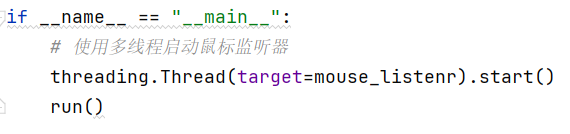 if __name__ == "__main__":
    # 使用多线程启动鼠标监听器
    threading.Thread(target=mouse_listenr).start()
    run()